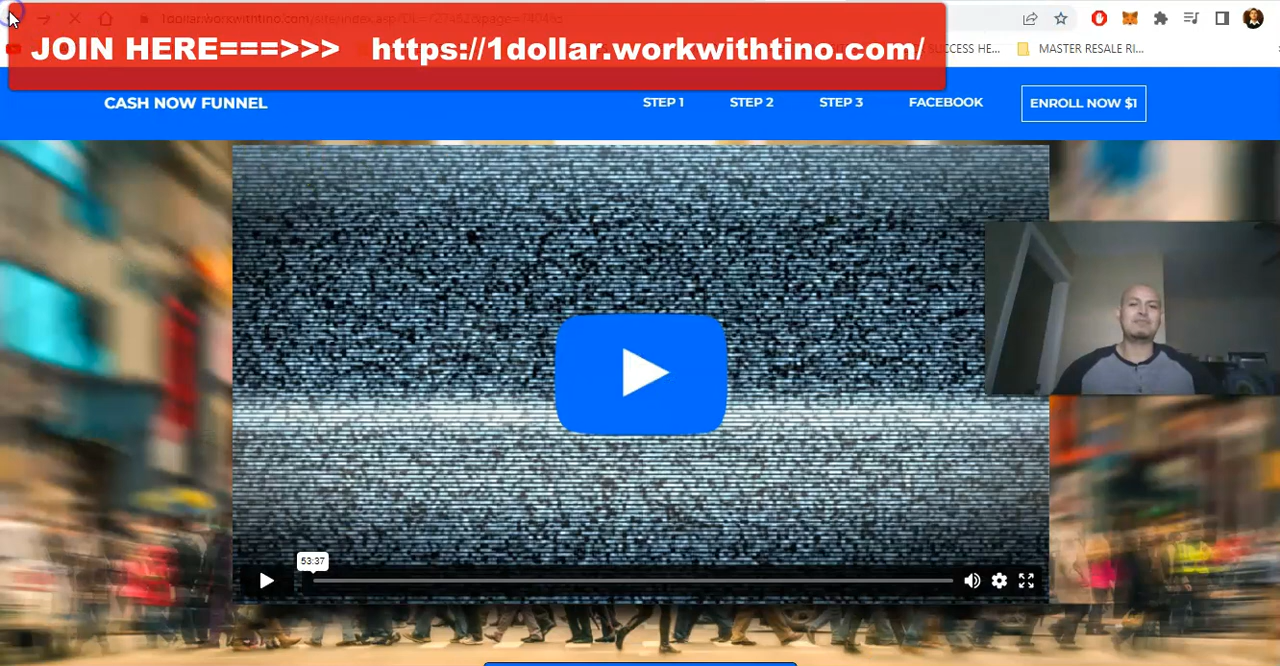 JOIN HERE===>>> https://1dollar.workwithtino.com/
SUCCESS HE... MASTER RESALE RI...
CASH NOW FUNNEL STEP 1 STEP 2 STEP 3 FACEBOOK ENROLL NOW $1
53:37